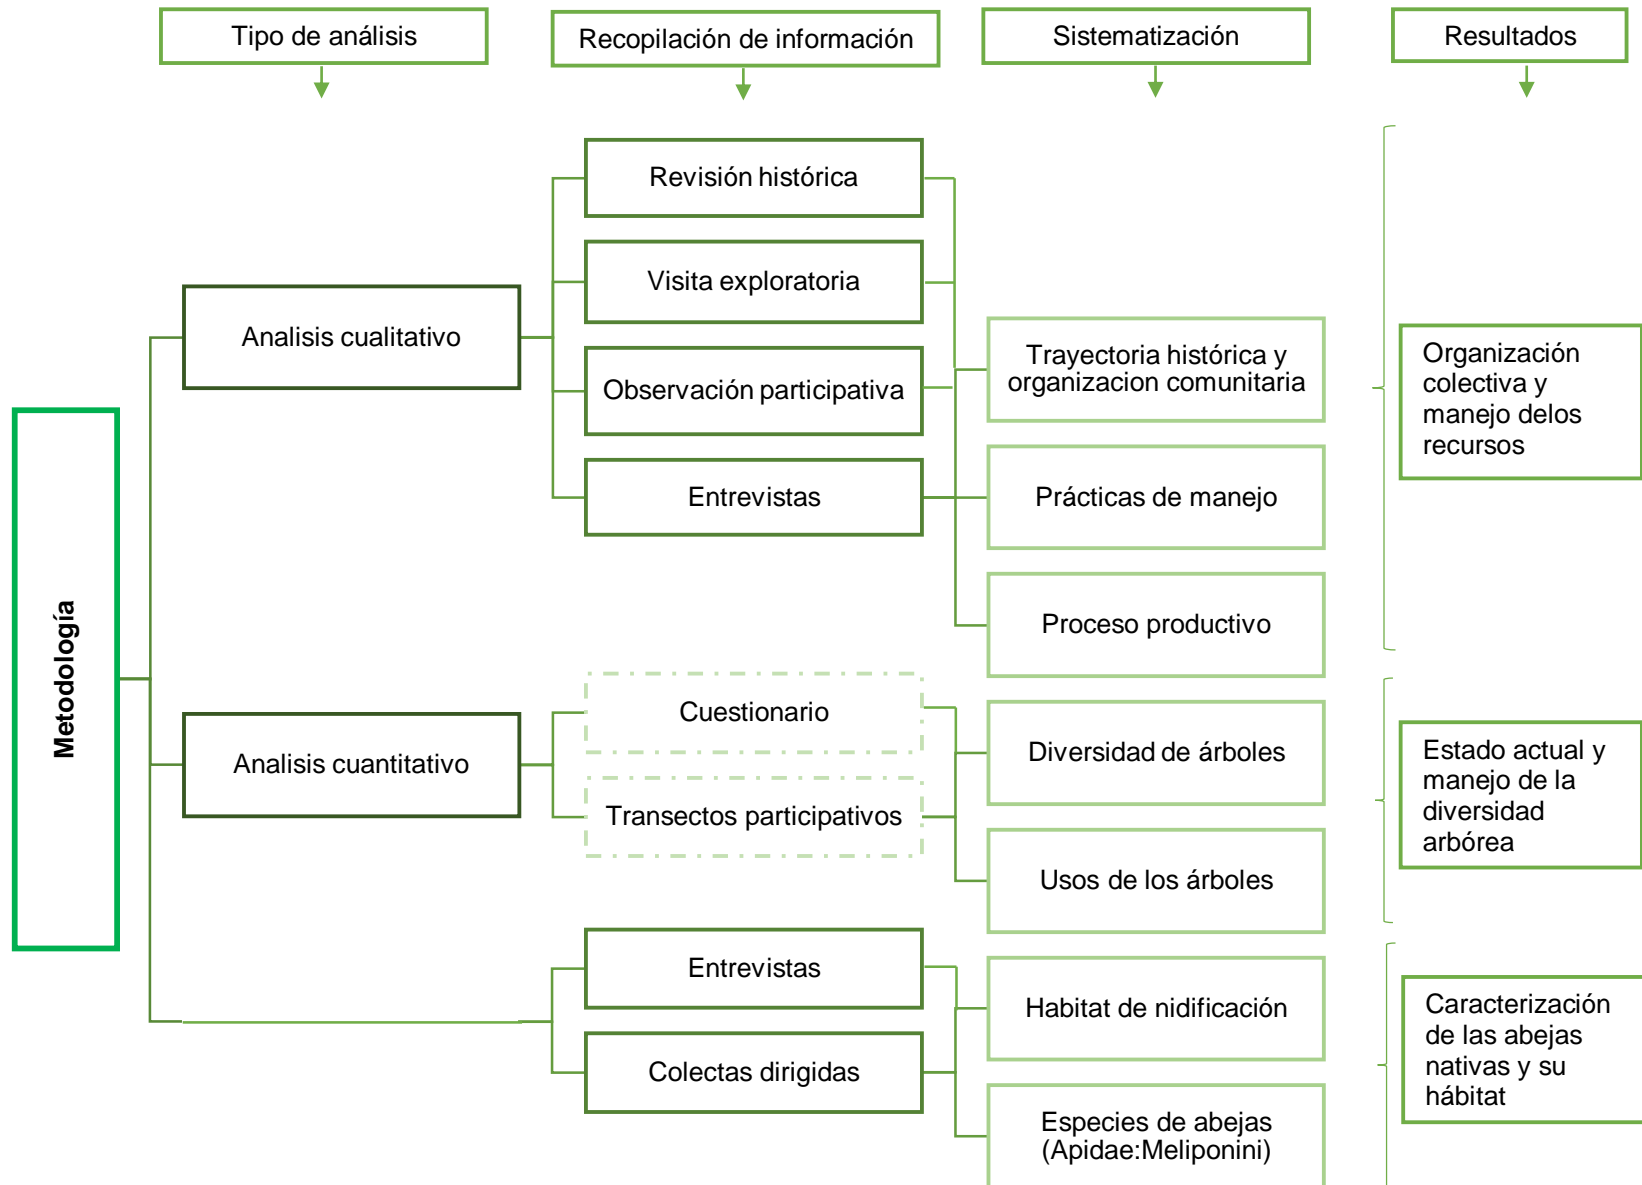 Tipo de análisis
Recopilación de información
Sistematización
Resultados
Metodología
Analisis cualitativo
Revisión histórica
Visita exploratoria
Observación participativa
Entrevistas
Trayectoria histórica y
organizacion comunitaria
Prácticas de manejo
Proceso productivo
Organización
colectiva y
manejo delos
recursos
Analisis cuantitativo
Cuestionario
Transectos participativos
Diversidad de árboles
Usos de los árboles
Estado actual y
manejo de la
diversidad
arbórea
Entrevistas
Colectas dirigidas
Habitat de nidificación
Especies de abejas
(Apidae:Meliponini)
Caracterización
de las abejas
nativas y su
hábitat